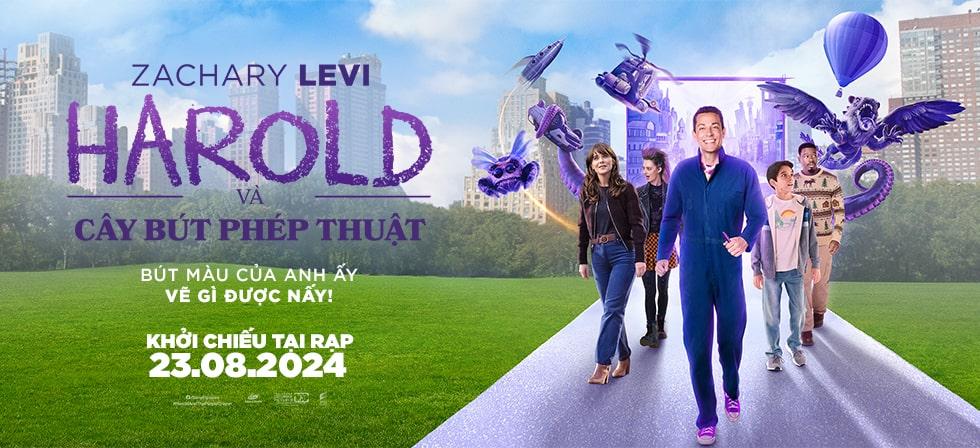 ZACHARY LEVI
HAROLD
VÀ
CÂY BÚT PHÉP THUẬT
BÚT MÀU CỦA ANH ẤY
VẼ GÌ ĐƯỢC NẤY!
KHỞI CHIẾU TẠI RẠP
23.08.2024